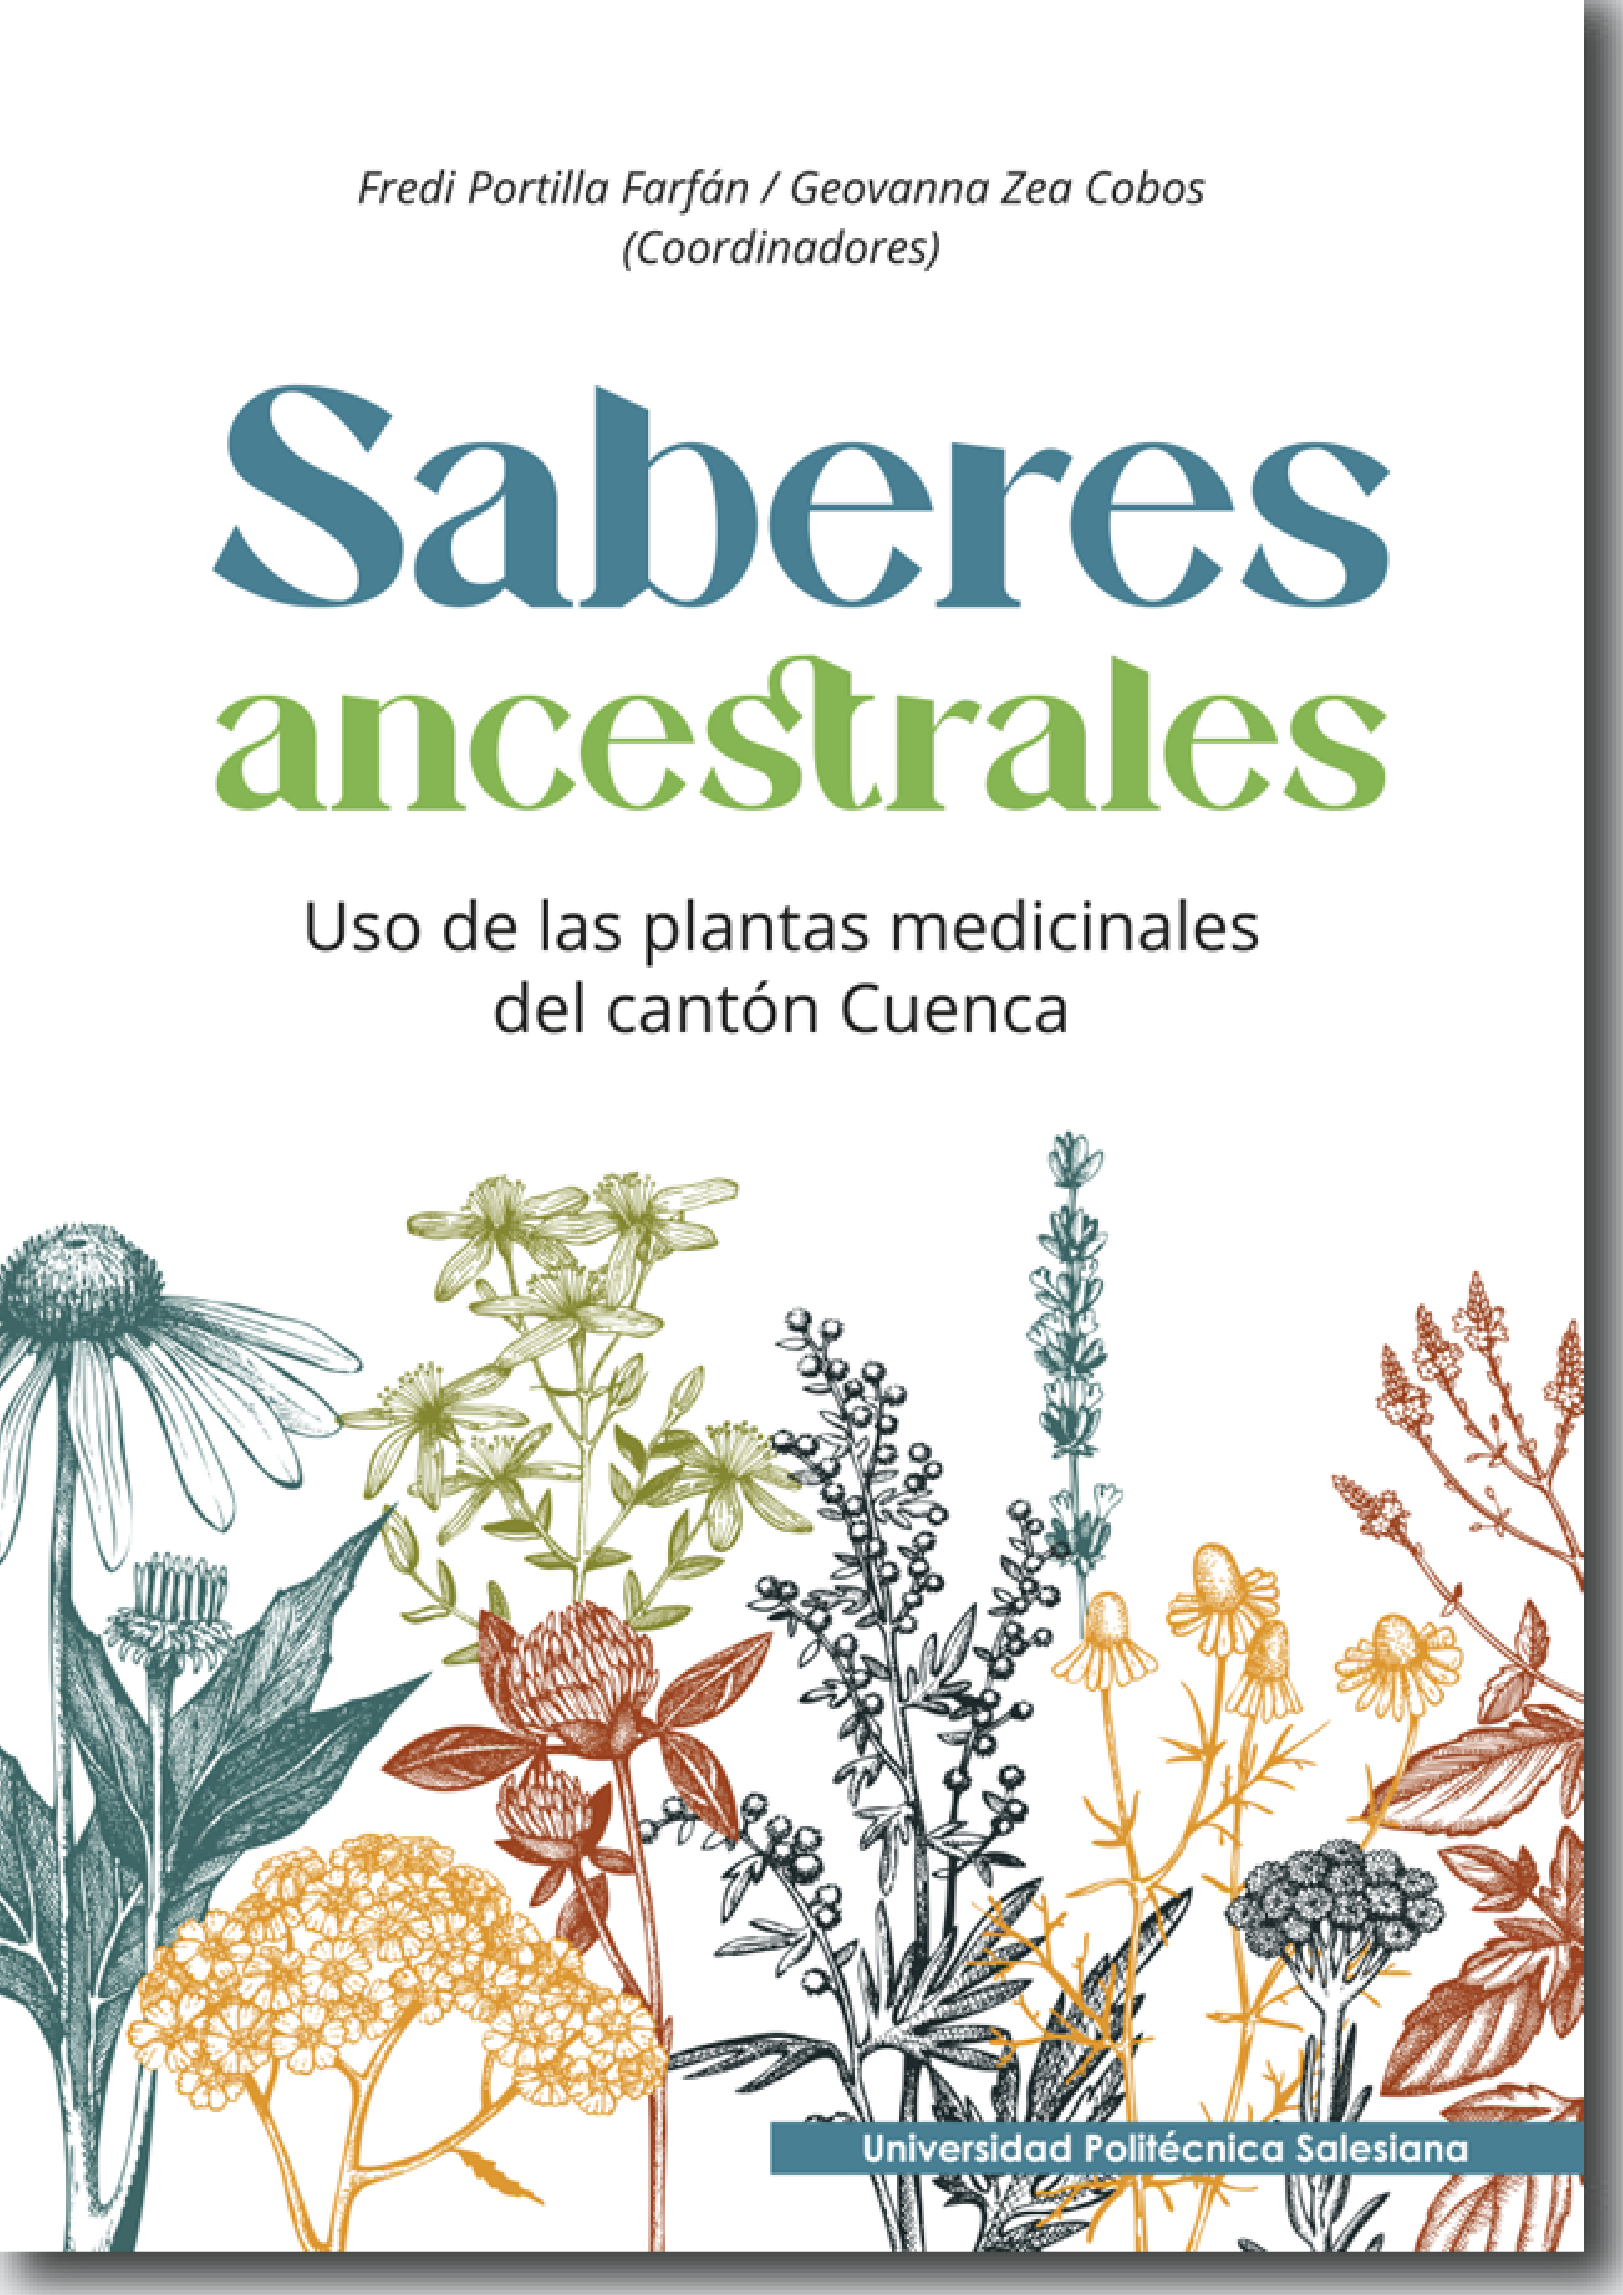 Fredi Portilla Farfán / Geovanna Zea Cobos
(Coordinadores)
Saberes
ancestrales
Uso de las plantas medicinales
del cantón Cuenca
Universidad Politécnica Salesiana